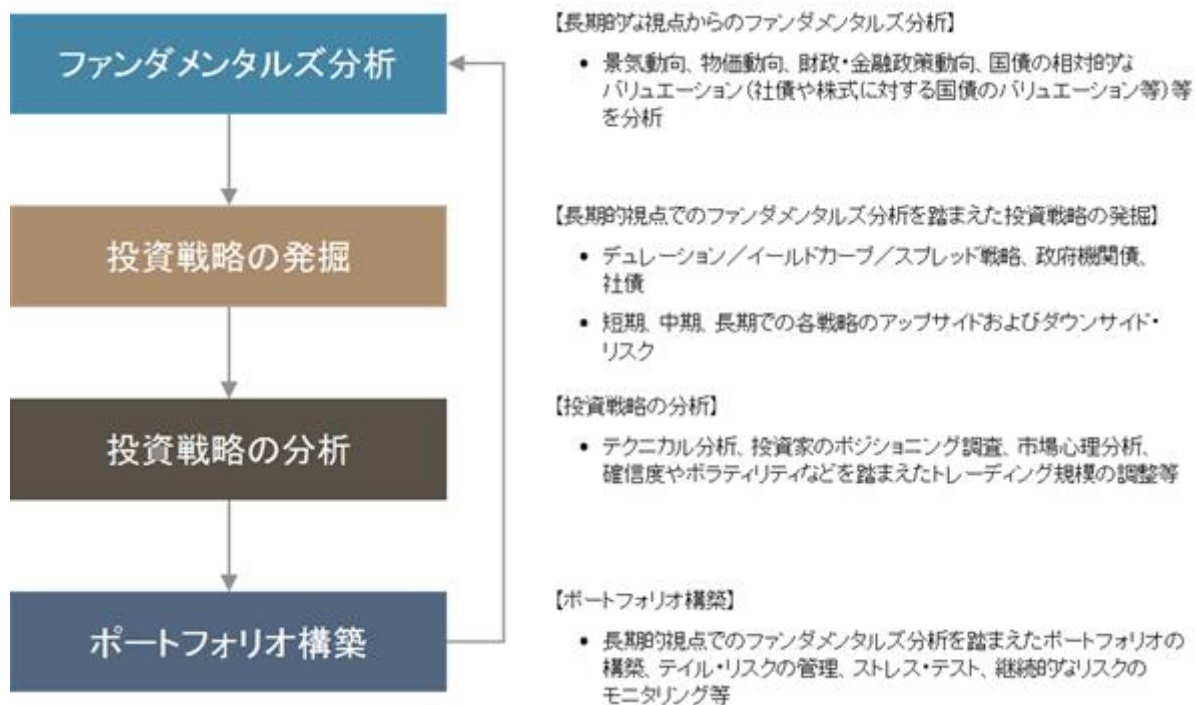 ファンダメンタルズ分析
【長期的な視点からのファンダメンタルズ分析】
• 景気動向、物価動向、財政・金融政策動向、国債の相対的な
バリュエーション(社債や株式に対する国債のバリュエーション等)等
を分析
投資戦略の発掘
【長期的視点でのファンダメンタルズ分析を踏まえた投資戦略の発掘】
• デュレーション／イールドカーブ／スプレッド戦略、政府機関債、
社債
• 短期、中期、長期での各戦略のアップサイドおよびダウンサイド・
リスク
投資戦略の分析
【投資戦略の分析】
• テクニカル分析、投資家のポジショニング調査、市場心理分析、
確信度やボラティリティなどを踏まえたトレーディング規模の調整等
ポートフォリオ構築
【ポートフォリオ構築】
• 長期的視点でのファンダメンタルズ分析を踏まえたポートフォリオの
構築、テイル・リスクの管理、ストレス・テスト、継続的なリスクの
モニタリング等